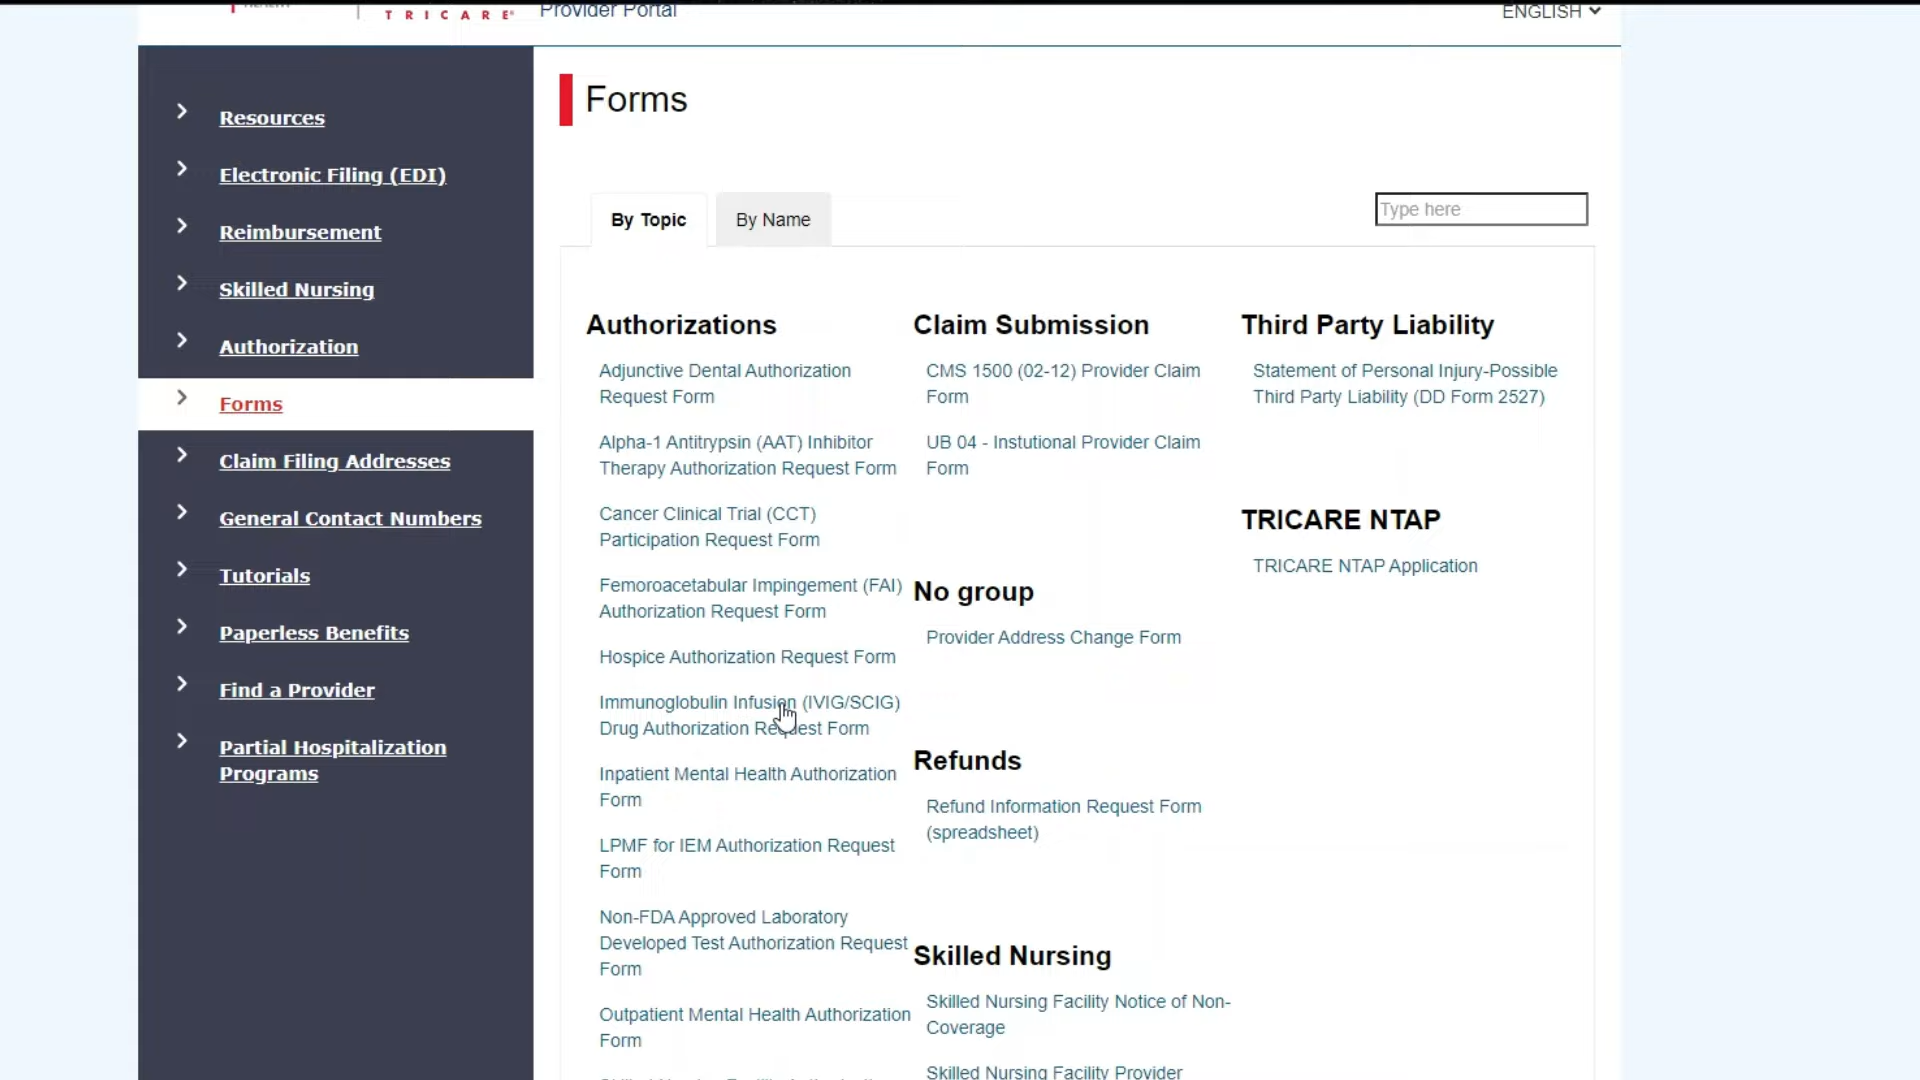 TRICARE
Provider Portal
ENGLISH
Resources
Electronic Filing (EDI)
Reimbursement
Skilled Nursing
Authorization
Forms
Claim Filing Addresses
General Contact Numbers
Tutorials
Paperless Benefits
Find a Provider
Partial Hospitalization
Programs
Forms
By Topic
By Name
Type here
Authorizations
Adjunctive Dental Authorization
Request Form
Alpha-1 Antitrypsin (AAT) Inhibitor
Therapy Authorization Request Form
Cancer Clinical Trial (CCT)
Participation Request Form
Femoroacetabular Impingement (FAI)
Authorization Request Form
Hospice Authorization Request Form
Immunoglobulin Infusion (IVIG/SCIG)
Drug Authorization Request Form
Inpatient Mental Health Authorization
Form
LPMF for IEM Authorization Request
Form
Non-FDA Approved Laboratory
Developed Test Authorization Request
Form
Outpatient Mental Health Authorization
Form
Claim Submission
CMS 1500 (02-12) Provider Claim
Form
UB 04 - Instutional Provider Claim
Form
No group
Provider Address Change Form
Refunds
Refund Information Request Form
(spreadsheet)
Skilled Nursing
Skilled Nursing Facility Notice of Non-
Coverage
Skilled Nursing Facility Provider
Third Party Liability
Statement of Personal Injury-Possible
Third Party Liability (DD Form 2527)
TRICARE NTAP
TRICARE NTAP Application